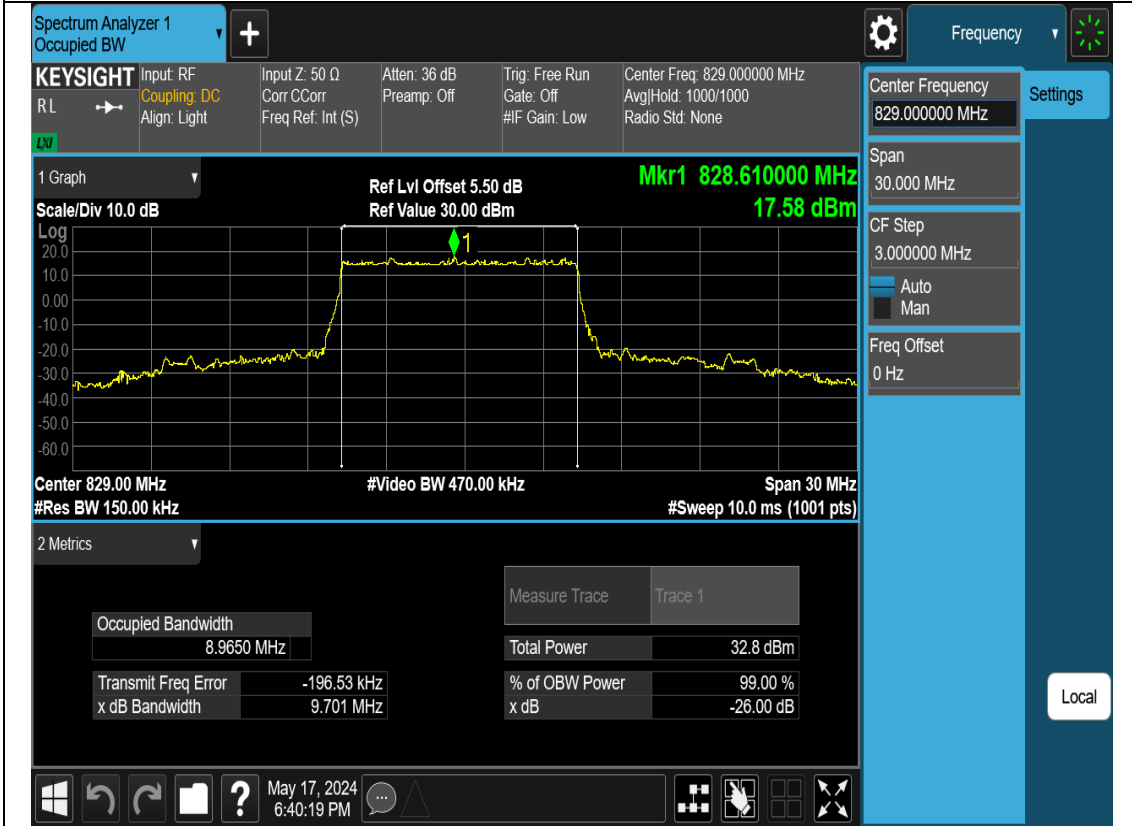 Spectrum Analyzer 1
Occupied BW
+
Frequency
KEYSIGHT
R L
LXI
Input: RF
Coupling: DC
Align: Light
Input Z: 50 Ω
Corr CCorr
Freq Ref: Int (S)
Atten: 36 dB
Preamp: Off
Trig: Free Run
Gate: Off
#IF Gain: Low
Center Freq: 829.000000 MHz
Avg|Hold: 1000/1000
Radio Std: None
Center Frequency
829.000000 MHz
Settings
Span
30.000 MHz
CF Step
3.000000 MHz
Auto
Man
Freq Offset
0 Hz
Local
1 Graph
Scale/Div 10.0 dB
Ref Lvl Offset 5.50 dB
Ref Value 30.00 dBm
Mkr1 828.610000 MHz
17.58 dBm
Log
20.0
10.0
0.00
-10.0
-20.0
-30.0
-40.0
-50.0
-60.0
1
Center 829.00 MHz
#Video BW 470.00 kHz
Span 30 MHz
#Res BW 150.00 kHz
#Sweep 10.0 ms (1001 pts)
2 Metrics
Measure Trace
Trace 1
Occupied Bandwidth
8.9650 MHz
Total Power
32.8 dBm
Transmit Freq Error
-196.53 kHz
% of OBW Power
99.00 %
x dB Bandwidth
9.701 MHz
x dB
-26.00 dB
?
May 17, 2024
6:40:19 PM